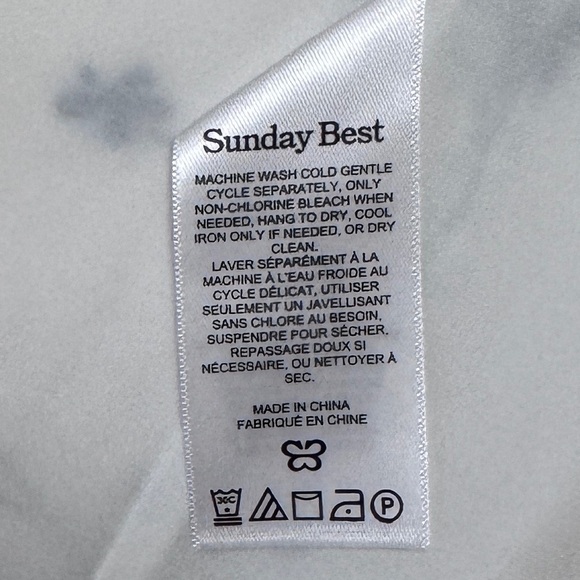 Sunday Best
MACHINE WASH COLD GENTLE
CYCLE SEPARATELY, ONLY
NON-CHLORINE BLEACH WHEN
NEEDED, HANG TO DRY, COOL
IRON ONLY IF NEEDED, OR DRY
CLEAN.
LAVER SÉPARÉMENT À LA
MACHINE À L'EAU FROIDE AU
CYCLE DÉLICAT, UTILISER
SEULEMENT UN JAVELLISANT
SANS CHLORE AU BESOIN,
SUSPENDRE POUR SÉCHER,
REPASSAGE DOUX SI
NÉCESSAIRE, OU NETTOYER À
SEC.
MADE IN CHINA
FABRIQUÉ EN CHINE
30C P